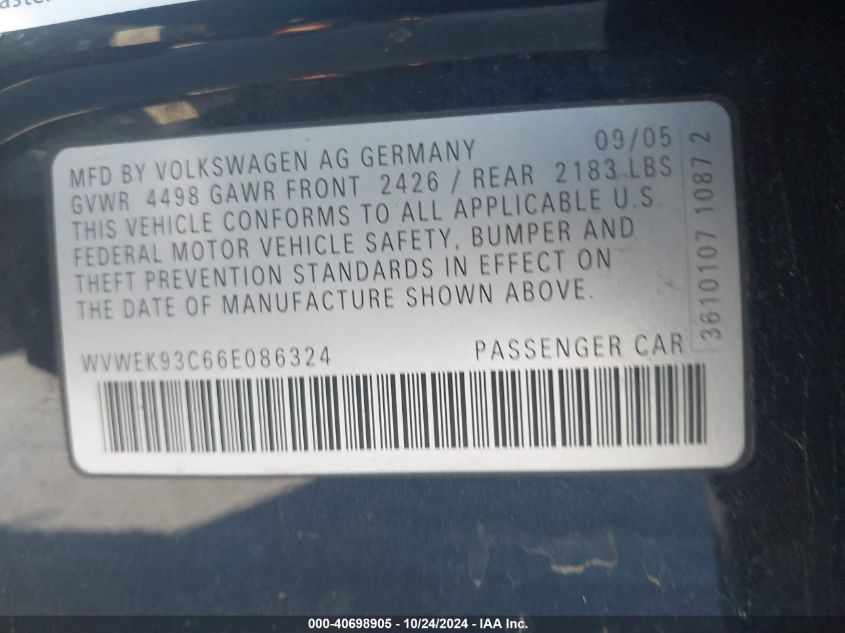 MFD BY VOLKSWAGEN AG GERMANY 09/05
GVWR 4498 GAWR FRONT 2426 / REAR 2183 LBS
THIS VEHICLE CONFORMS TO ALL APPLICABLE U.S.
FEDERAL MOTOR VEHICLE SAFETY, BUMPER AND
THEFT PREVENTION STANDARDS IN EFFECT ON
THE DATE OF MANUFACTURE SHOWN ABOVE.
WVWEK93C66E086324 PASSENGER CAR
3610107 1087 2
000-40698905 - 10/24/2024 - IAA Inc.